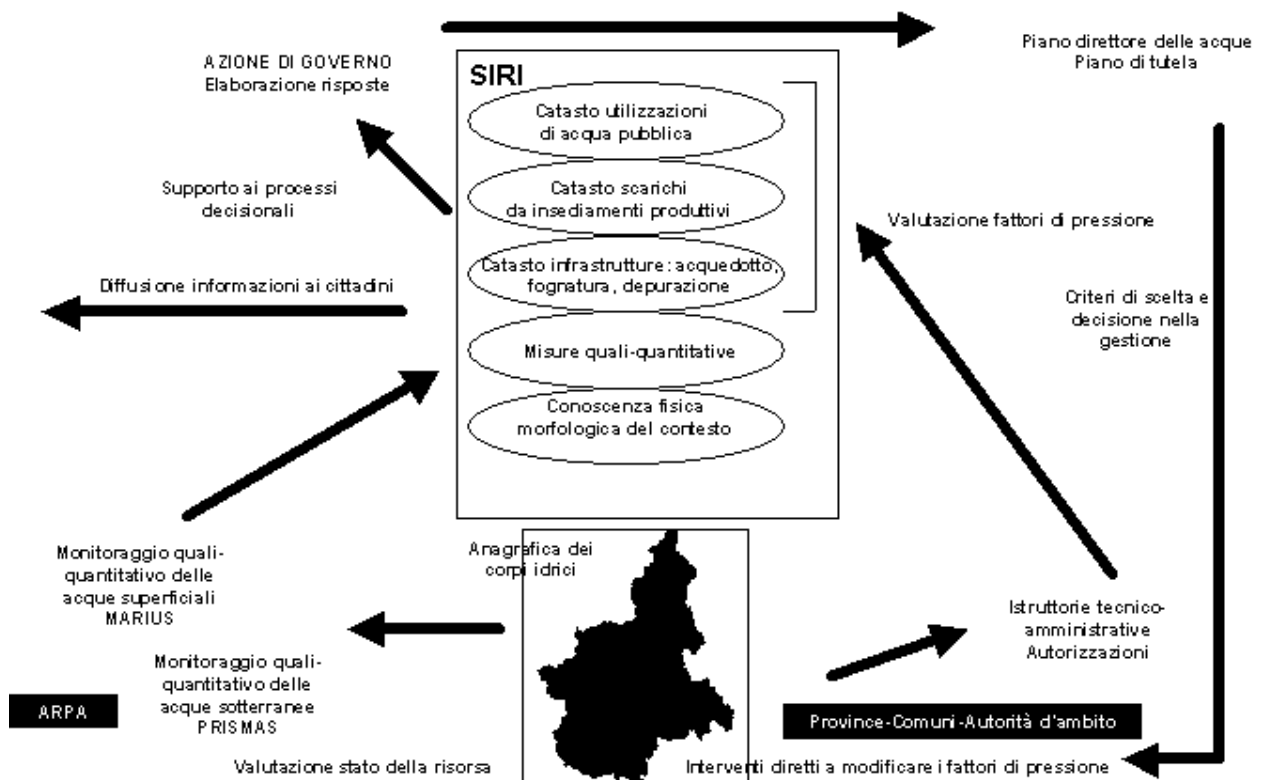 AZIONE DI GOVERNO
Elaborazione risposte
Piano direttore delle acque
Piano di tutela
SIRI
Catasto utilizzazioni
di acqua pubblica
Catasto scarichi
da insediamenti produttivi
Catasto infrastrutture: acquedotto,
fognatura, depurazione
Misure quali-quantitative
Conoscenza fisica
morfologica del contesto
Supporto ai processi
decisionali
Diffusione informazioni ai cittadini
Valutazione fattori di pressione
Criteri di scelta e
decisione nella
gestione
Monitoraggio quali-
quantitativo delle
acque superficiali
MARIUS
Anagrafica dei
corpi idrici
Istruttorie tecnico-
amministrative
Autorizzazioni
Monitoraggio quali-
quantitativo delle
acque sotterranee
PRISMAS
ARPA
Province-Comuni-Autorità d'ambito
Valutazione stato della risorsa
Interventi diretti a modificare i fattori di pressione